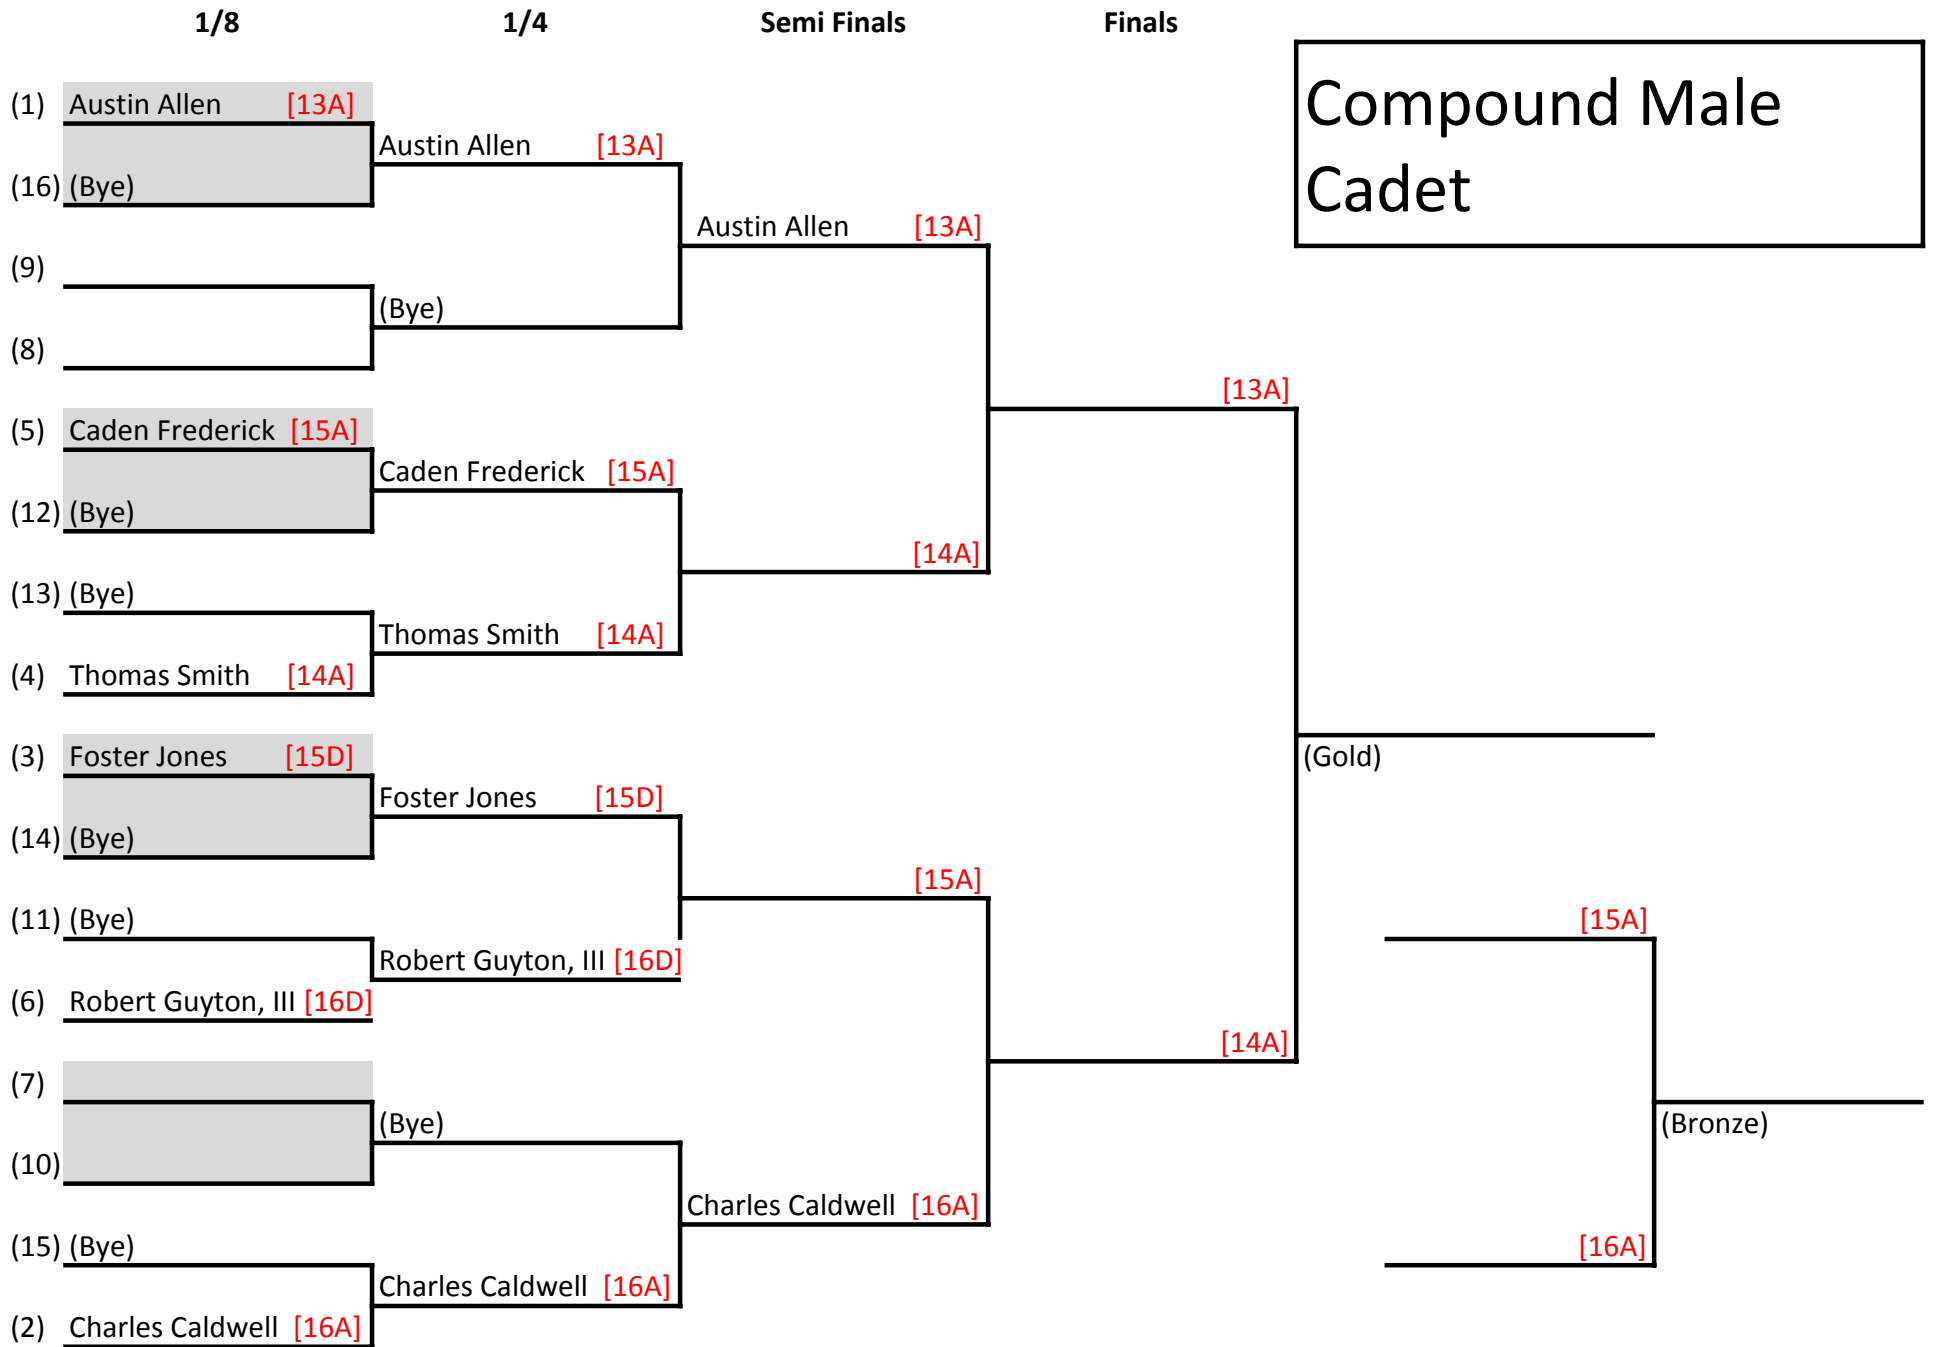 1/8 1/4 Semi Finals Finals
Compound Male
Cadet
(1) Austin Allen [13A]
Austin Allen [13A]
(16) (Bye)
Austin Allen [13A]
(9)
(Bye)
(8)
[13A]
(5) Caden Frederick [15A]
Caden Frederick [15A]
(12) (Bye)
[14A]
(13) (Bye)
Thomas Smith [14A]
(4) Thomas Smith [14A]
(3) Foster Jones [15D]
(Gold)
Foster Jones [15D]
(14) (Bye)
[15A]
(11) (Bye)
[15A]
Robert Guyton, III [16D]
(6) Robert Guyton, III [16D]
[14A]
(7)
(Bye)
(Bronze)
(10)
Charles Caldwell [16A]
(15) (Bye)
[16A]
Charles Caldwell [16A]
(2) Charles Caldwell [16A]